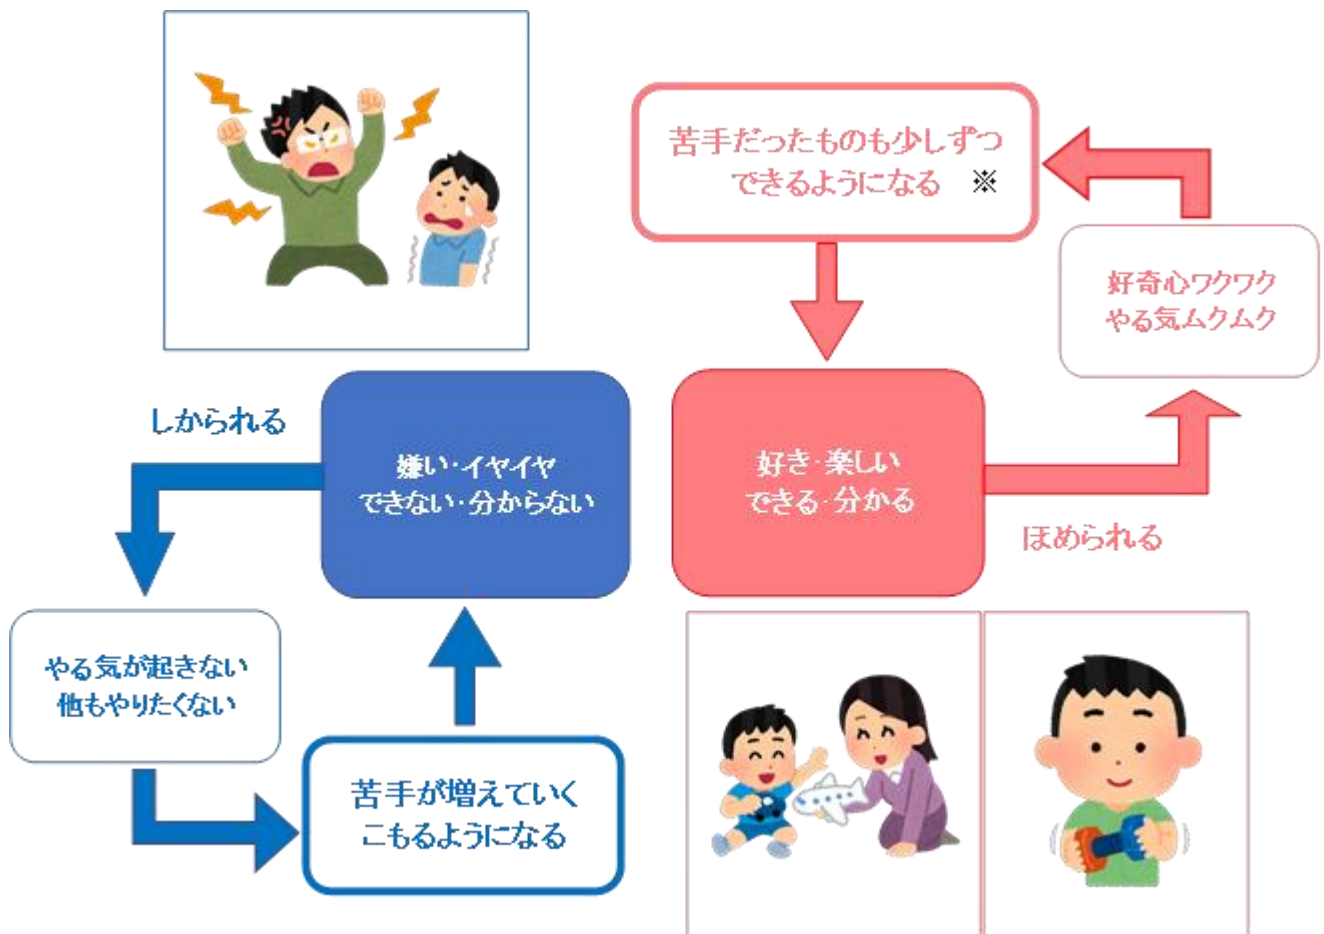 苦手だったものも少しずつ
できるようになる ※
好奇心ワクワク
やる気ムクムク
しかられる
嫌い・イヤイヤ
できない・分からない
好き・楽しい
できる・分かる
ほめられる
やる気が起きない
他もやりたくない
苦手が増えていく
こもるようになる